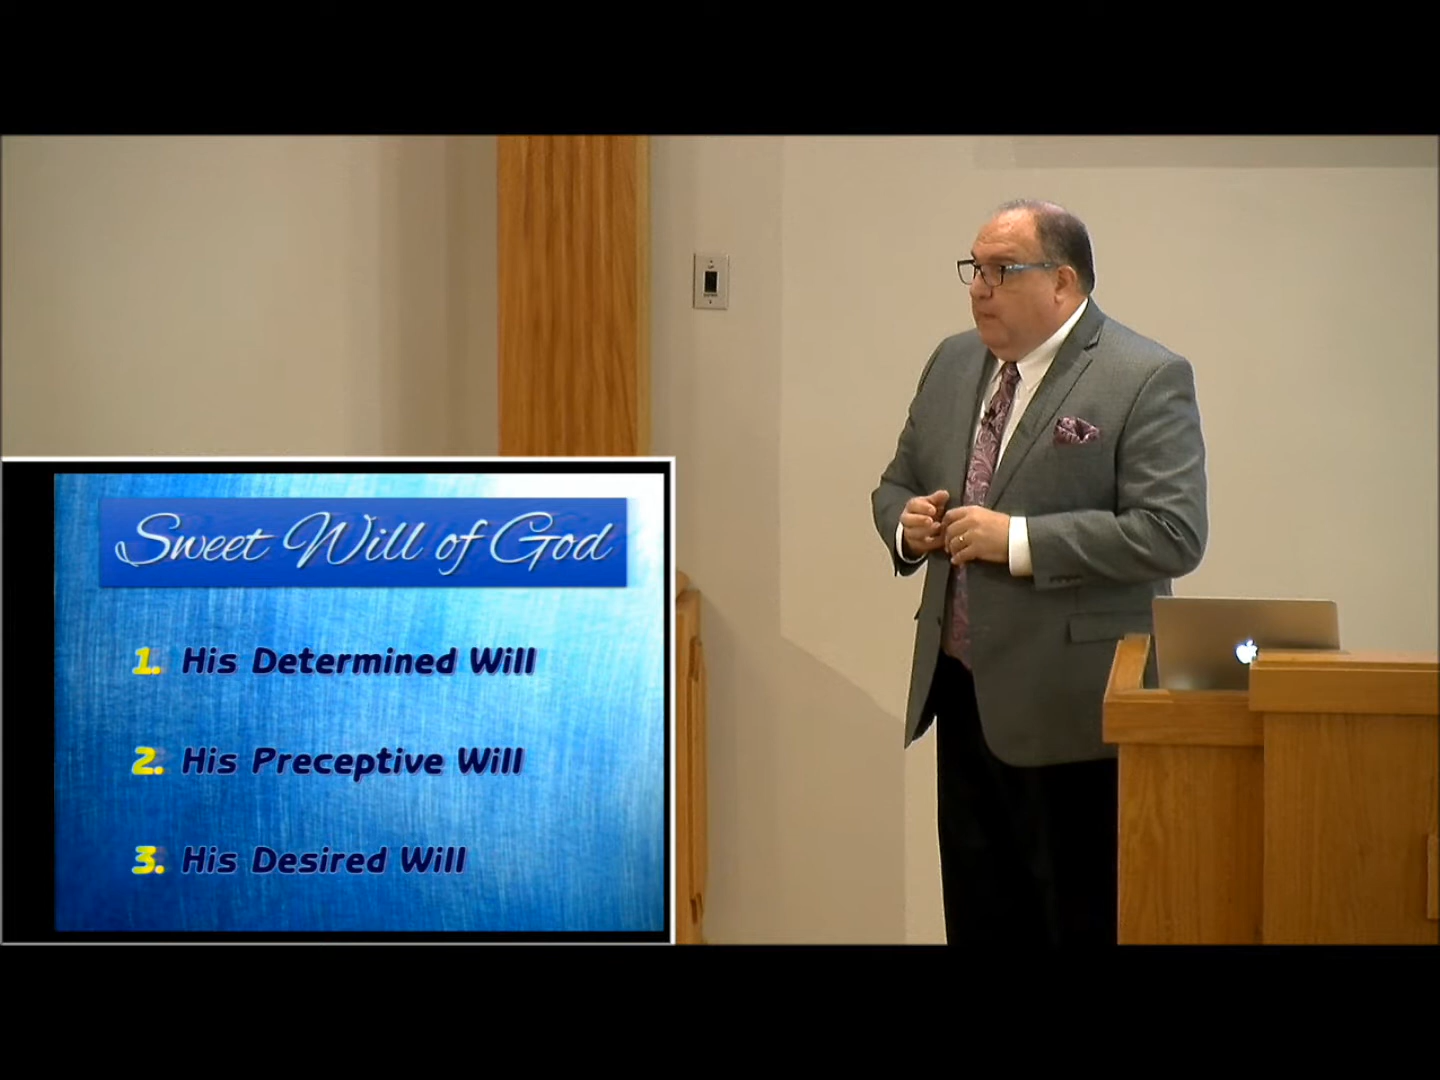 Sweet Will of God
1. His Determined Will
2. His Preceptive Will
3. His Desired Will